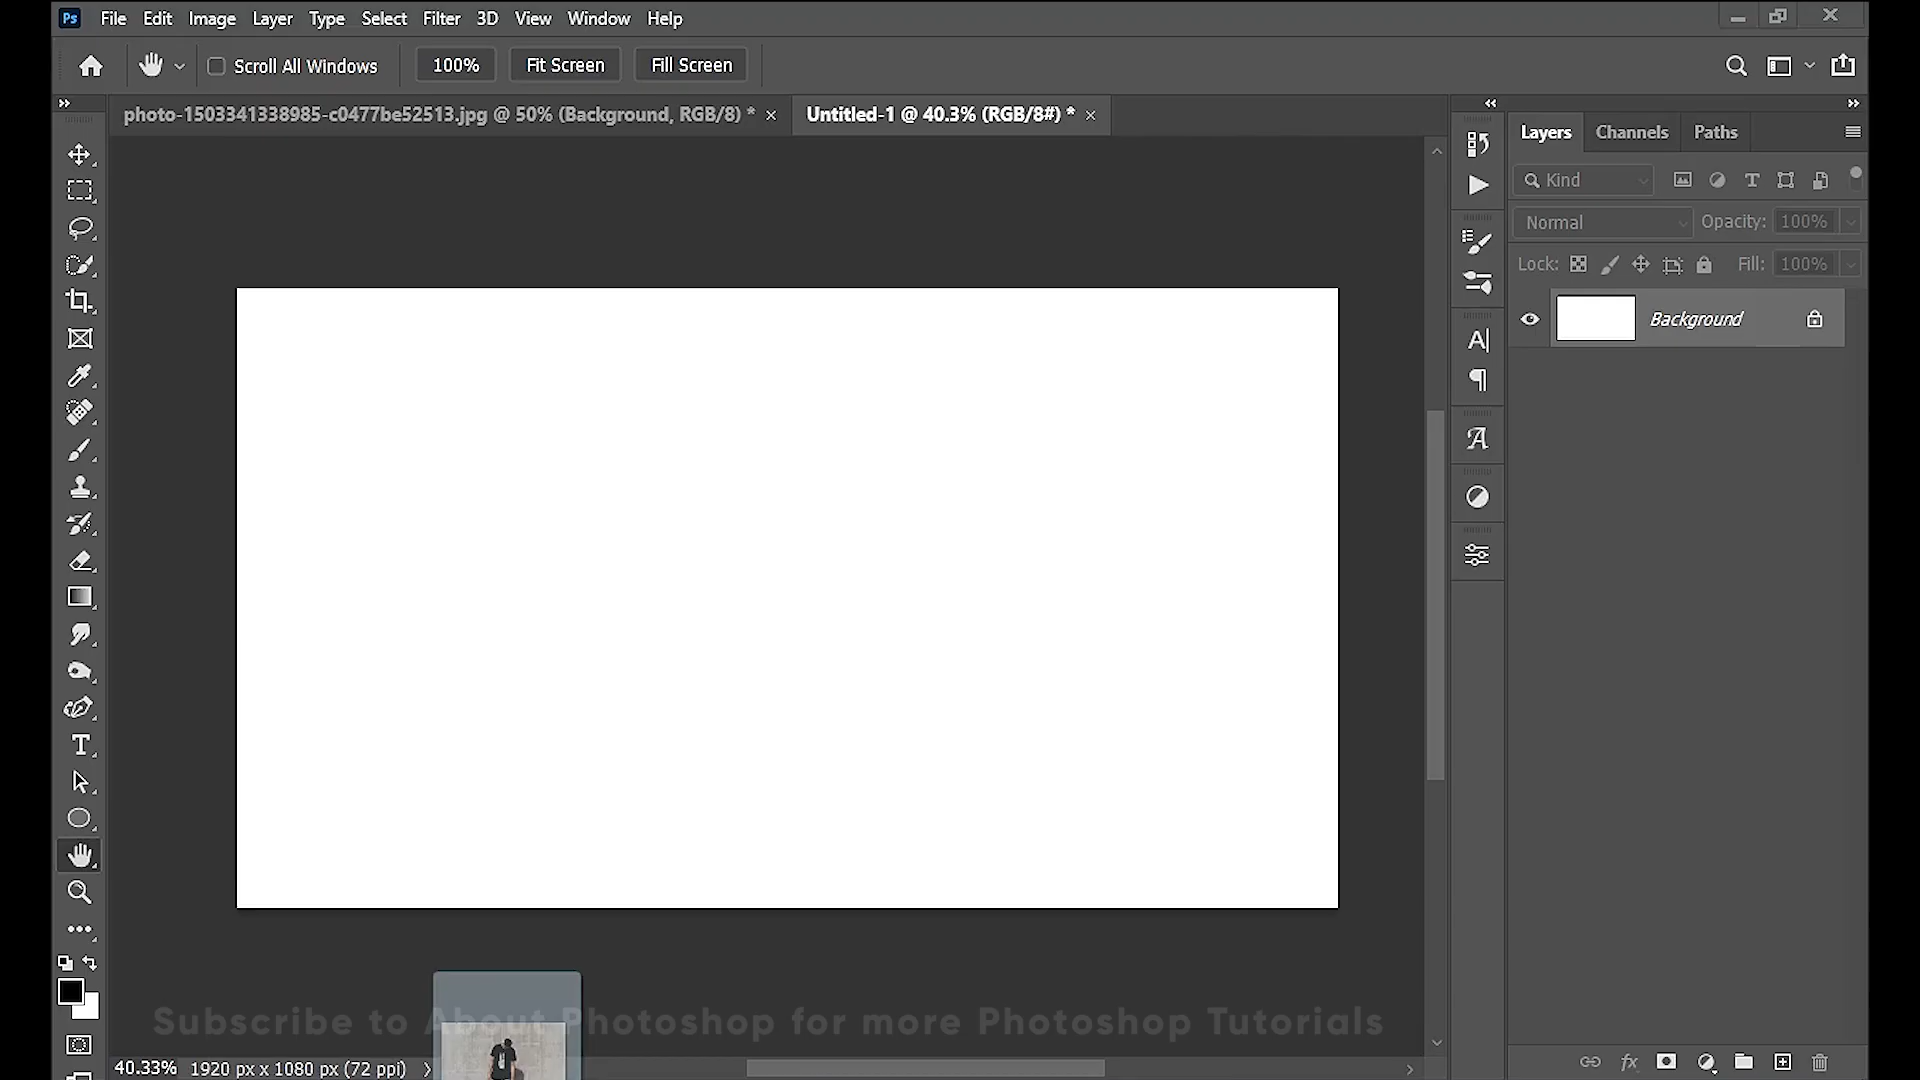 Ps File Edit Image Layer Type Select Filter 3D View Window Help
Scroll All Windows 100% Fit Screen Fill Screen
photo-1503341338985-c0477be52513.jpg @ 50% (Background, RGB/8) * × Untitled-1 @ 40.3% (RGB/8#) * ×
Layers Channels Paths
Kind
Normal Opacity: 100%
Lock: Fill: 100%
Background
Subscribe to About Photoshop for more Photoshop Tutorials
40.33% 1920 px x 1080 px (72 ppi)